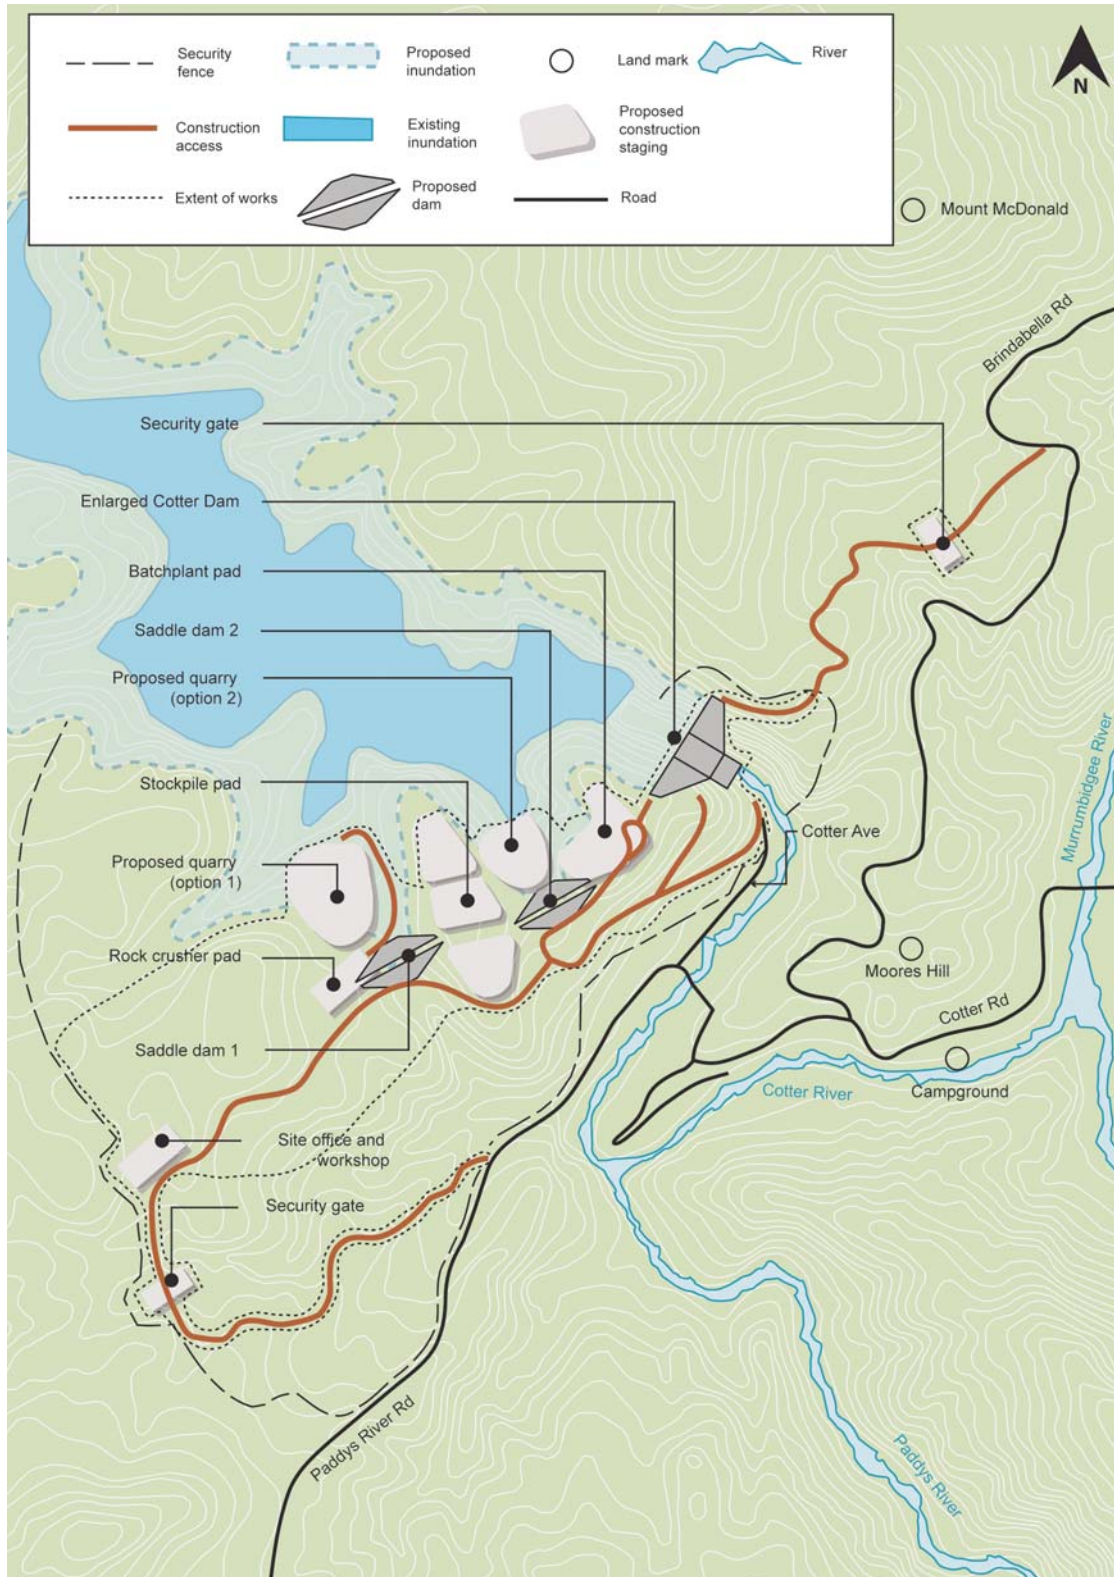 Security
fence
Proposed
inundation
Land mark
River
N
Construction
access
Existing
inundation
Proposed
construction
staging
Extent of works
Proposed
dam
Road
Mount McDonald
Brindabella Rd
Security gate
Enlarged Cotter Dam
Batchplant pad
Saddle dam 2
Proposed quarry
(option 2)
Murrumbidgee River
Stockpile pad
Cotter Ave
Proposed quarry
(option 1)
Rock crusher pad
Moores Hill
Cotter Rd
Saddle dam 1
Cotter River
Campground
Site office and
workshop
Security gate
Paddys River Rd
Paddys River